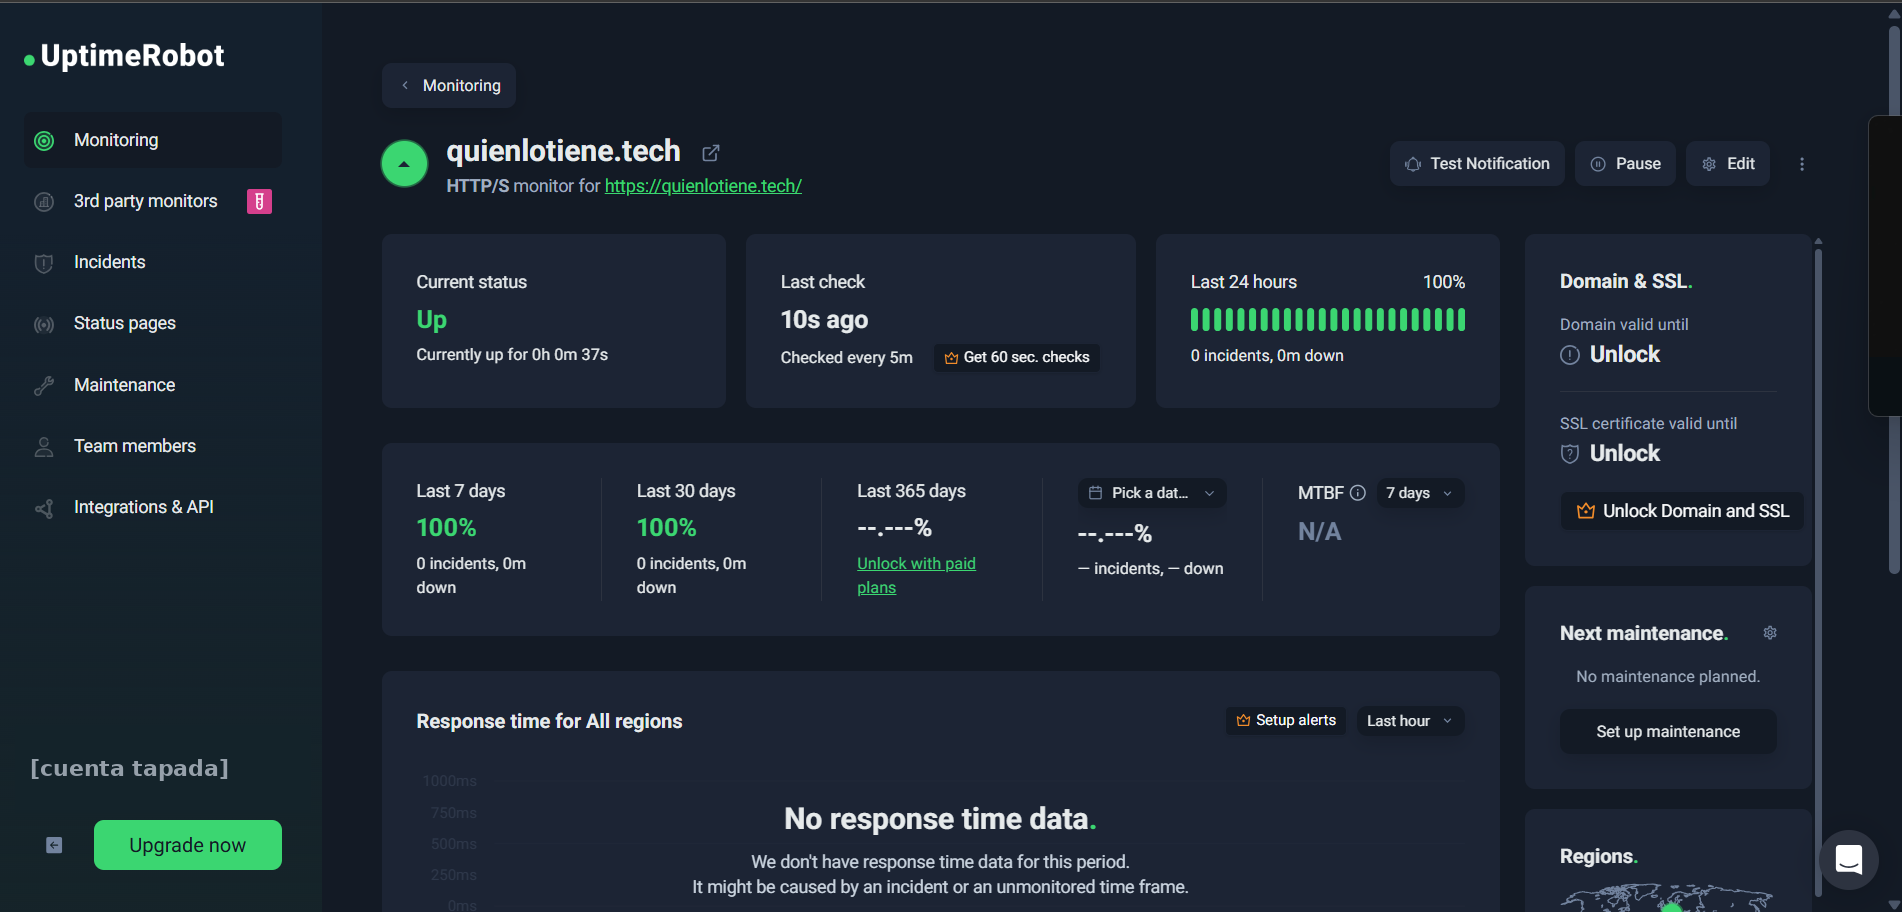 UptimeRobot
Monitoring
3rd party monitors
Incidents
Status pages
Maintenance
Team members
Integrations & API
[cuenta tapada]
Upgrade now
Monitoring
quienlotiene.tech
HTTP/S monitor for https://quienlotiene.tech/
Test Notification
Pause
Edit
Current status
Up
Currently up for 0h 0m 37s
Last check
10s ago
Checked every 5m
Get 60 sec. checks
Last 24 hours
100%
0 incidents, 0m down
Last 7 days
100%
0 incidents, 0m
down
Last 30 days
100%
0 incidents, 0m
down
Last 365 days
--.---%
Unlock with paid
plans
Pick a dat...
--.---%
— incidents, — down
MTBF
7 days
N/A
Response time for All regions
Setup alerts
Last hour
1000ms
750ms
500ms
250ms
0ms
No response time data.
We don't have response time data for this period.
It might be caused by an incident or an unmonitored time frame.
Domain & SSL.
Domain valid until
Unlock
SSL certificate valid until
Unlock
Unlock Domain and SSL
Next maintenance.
No maintenance planned.
Set up maintenance
Regions.